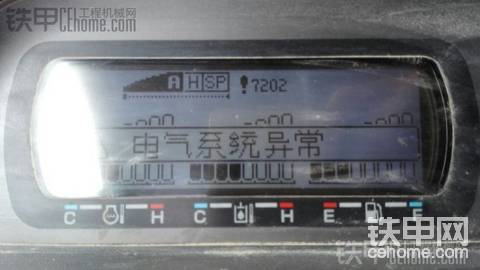 铁甲 工程机械网
CEhome.com
A H SP !7202
电气系统异常
C H C H E F
铁甲网
cehome.com